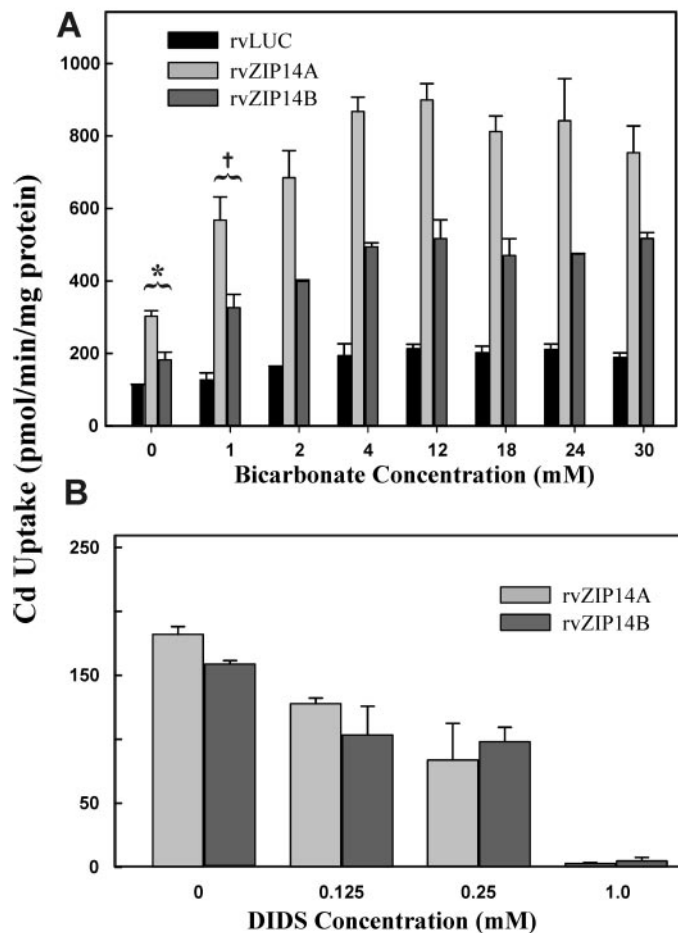 A
rvLUC
rvZIP14A
rvZIP14B
1000
800
600
400
200
0
†
*
0 1 2 4 12 18 24 30
Bicarbonate Concentration (mM)
Cd Uptake (pmol/min/mg protein)
B
250
150
50
0
rvZIP14A
rvZIP14B
0 0.125 0.25 1.0
DIDS Concentration (mM)